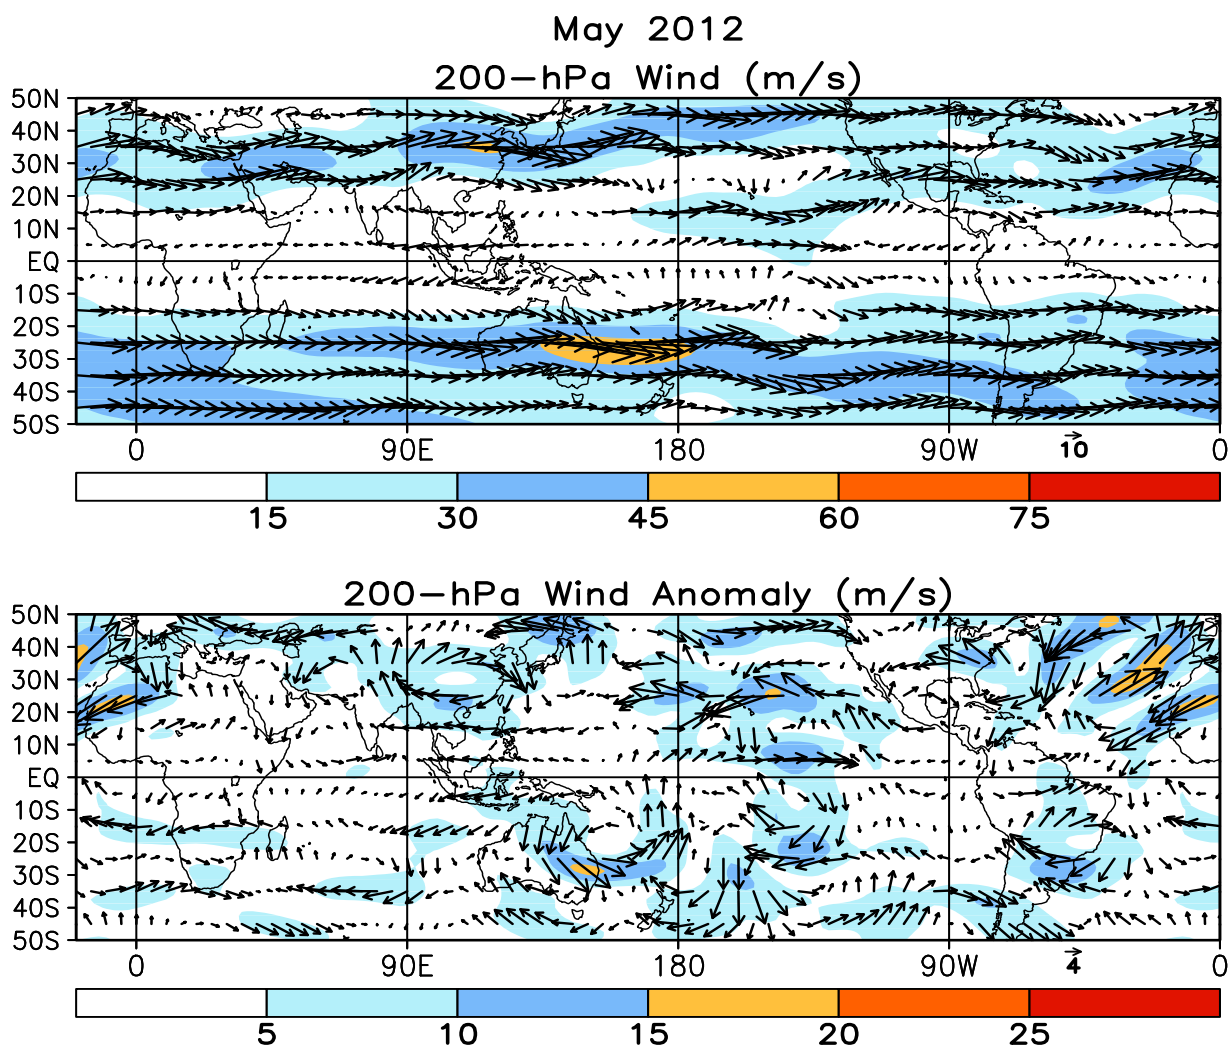 May 2012
200-hPa Wind (m/s)
50N
40N
30N
20N
10N
EQ
10S
20S
30S
40S
50S
0 90E 180 90W 0
10
15 30 45 60 75
200-hPa Wind Anomaly (m/s)
50N
40N
30N
20N
10N
EQ
10S
20S
30S
40S
50S
0 90E 180 90W 0
4
5 10 15 20 25